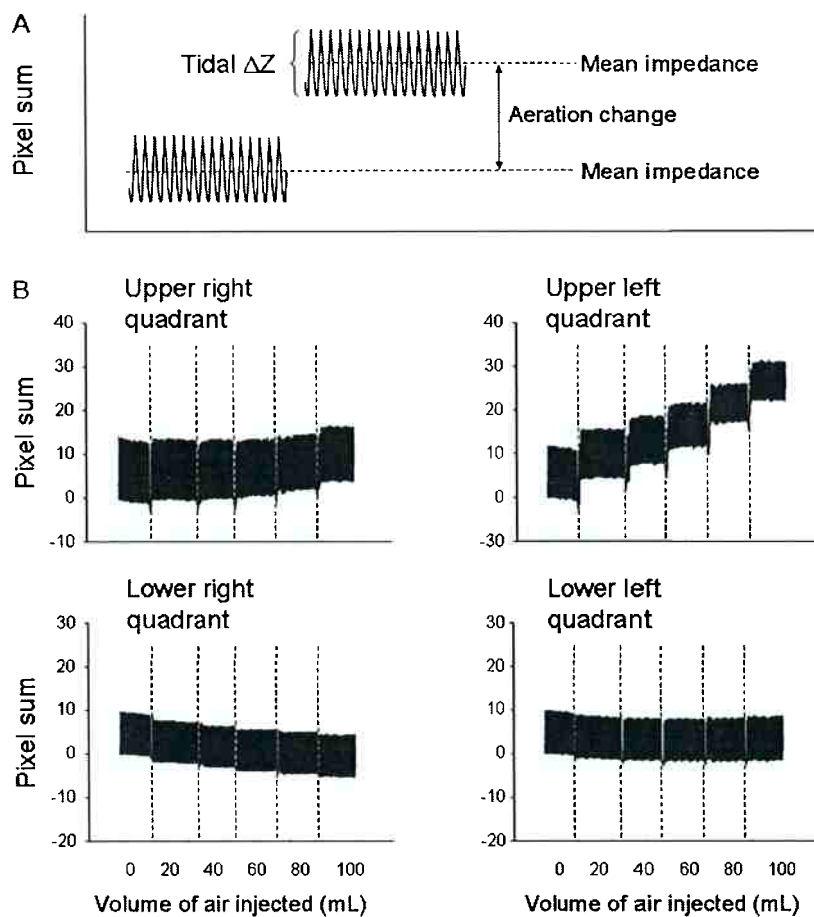 A
Pixel sum
Tidal ΔZ
Mean impedance
Aeration change
Mean impedance
B
Upper right
quadrant
Pixel sum
40
30
20
10
0
-10
Upper left
quadrant
40
30
20
10
0
-30
Lower right
quadrant
Pixel sum
30
20
10
0
-10
-20
0 20 40 60 80 100
Volume of air injected (mL)
Lower left
quadrant
30
20
10
0
-10
-20
0 20 40 60 80 100
Volume of air injected (mL)